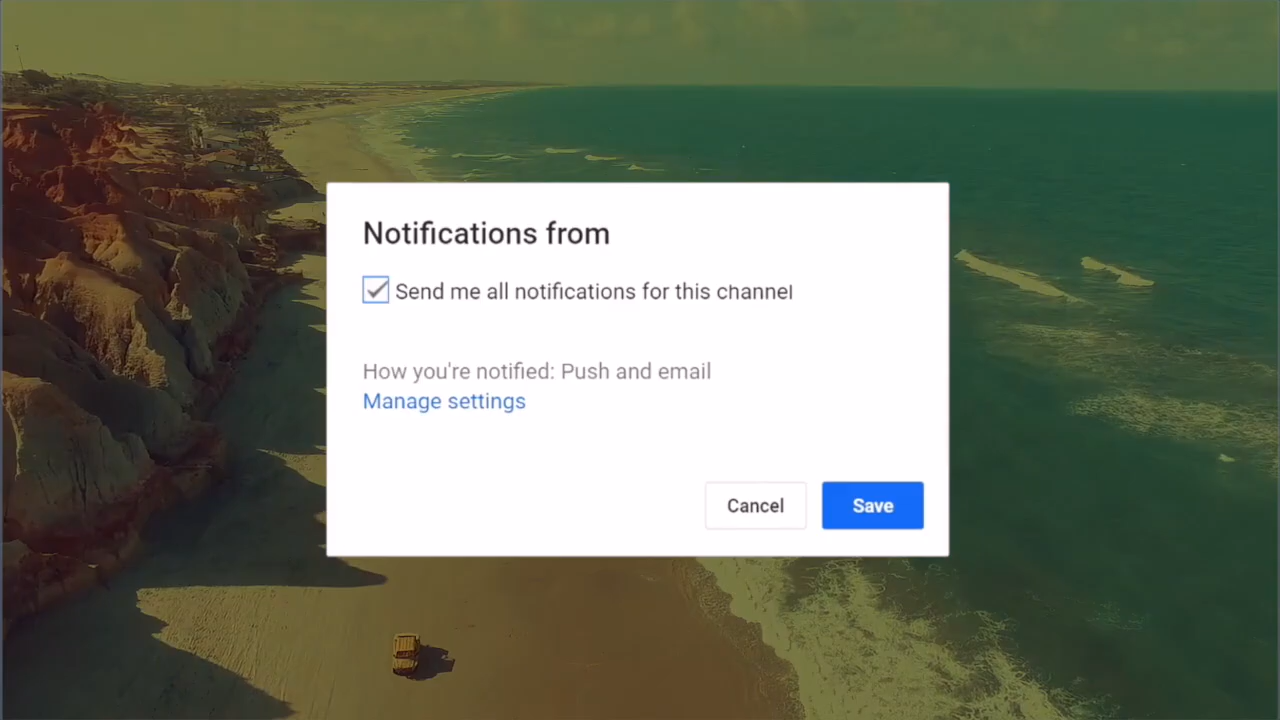 Notifications from
Send me all notifications for this channel
How you're notified: Push and email
Manage settings
Cancel
Save